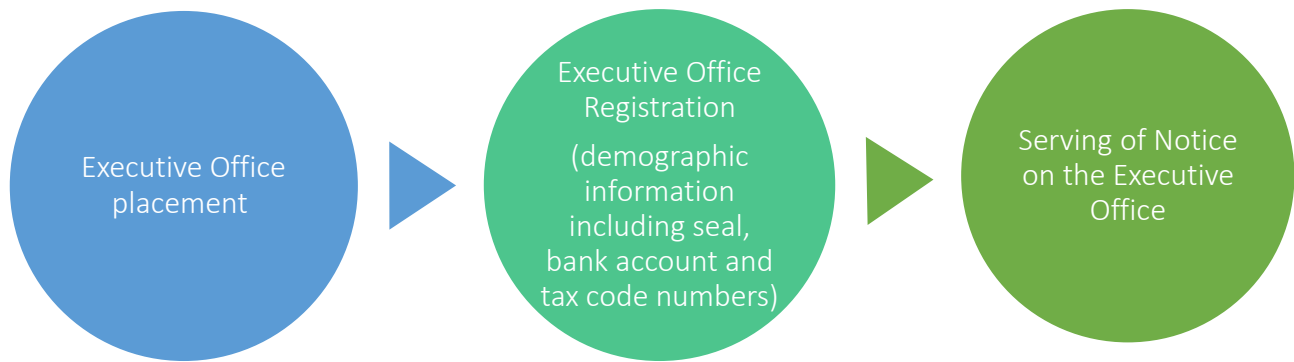 Executive Office
placement
Executive Office
Registration
(demographic
information
including seal,
bank account and
tax code numbers)
Serving of Notice
on the Executive
Office